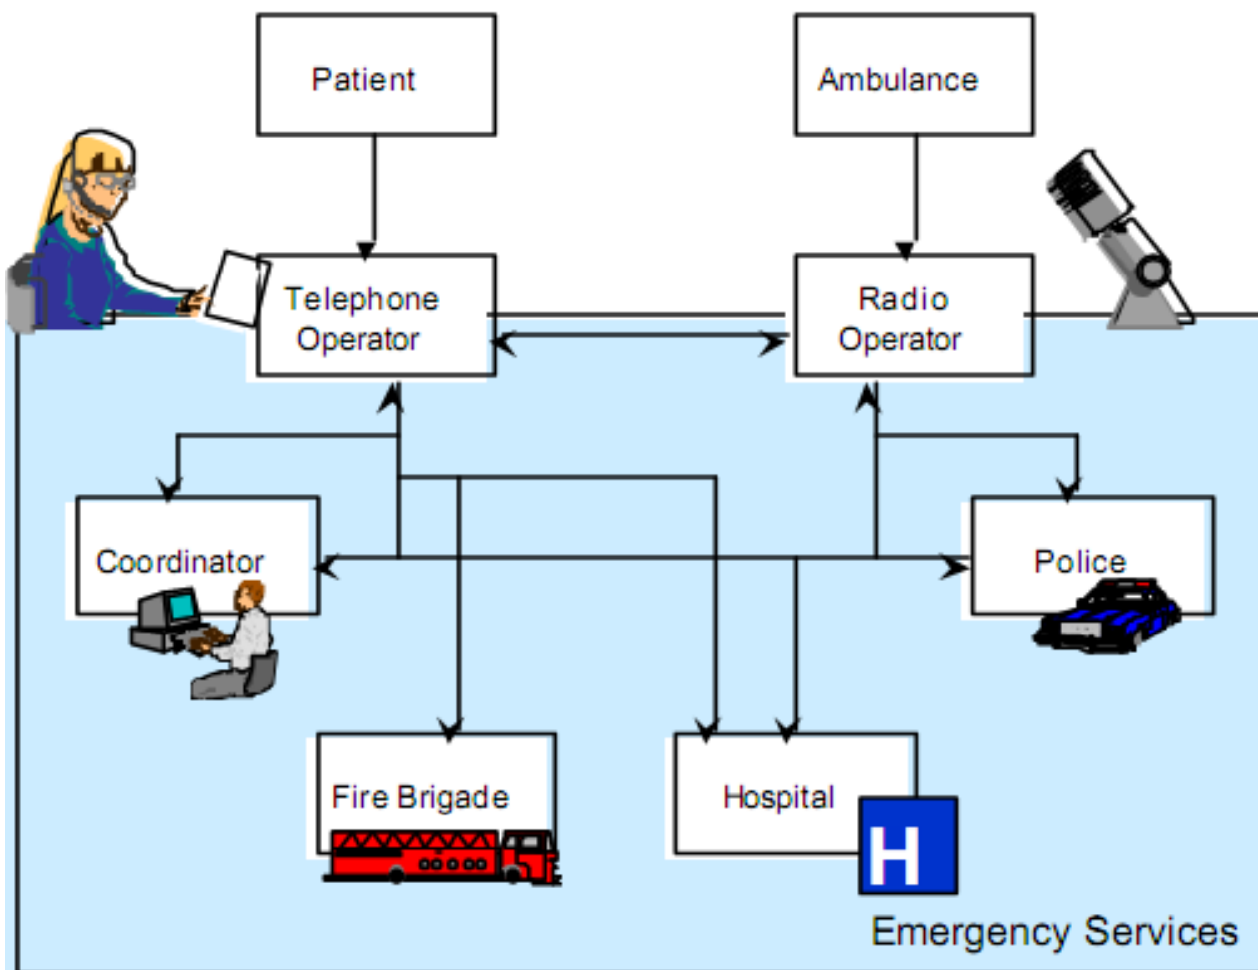 Patient
Ambulance
Telephone
Operator
Radio
Operator
Coordinator
Police
Fire Brigade
Hospital
H
Emergency Services